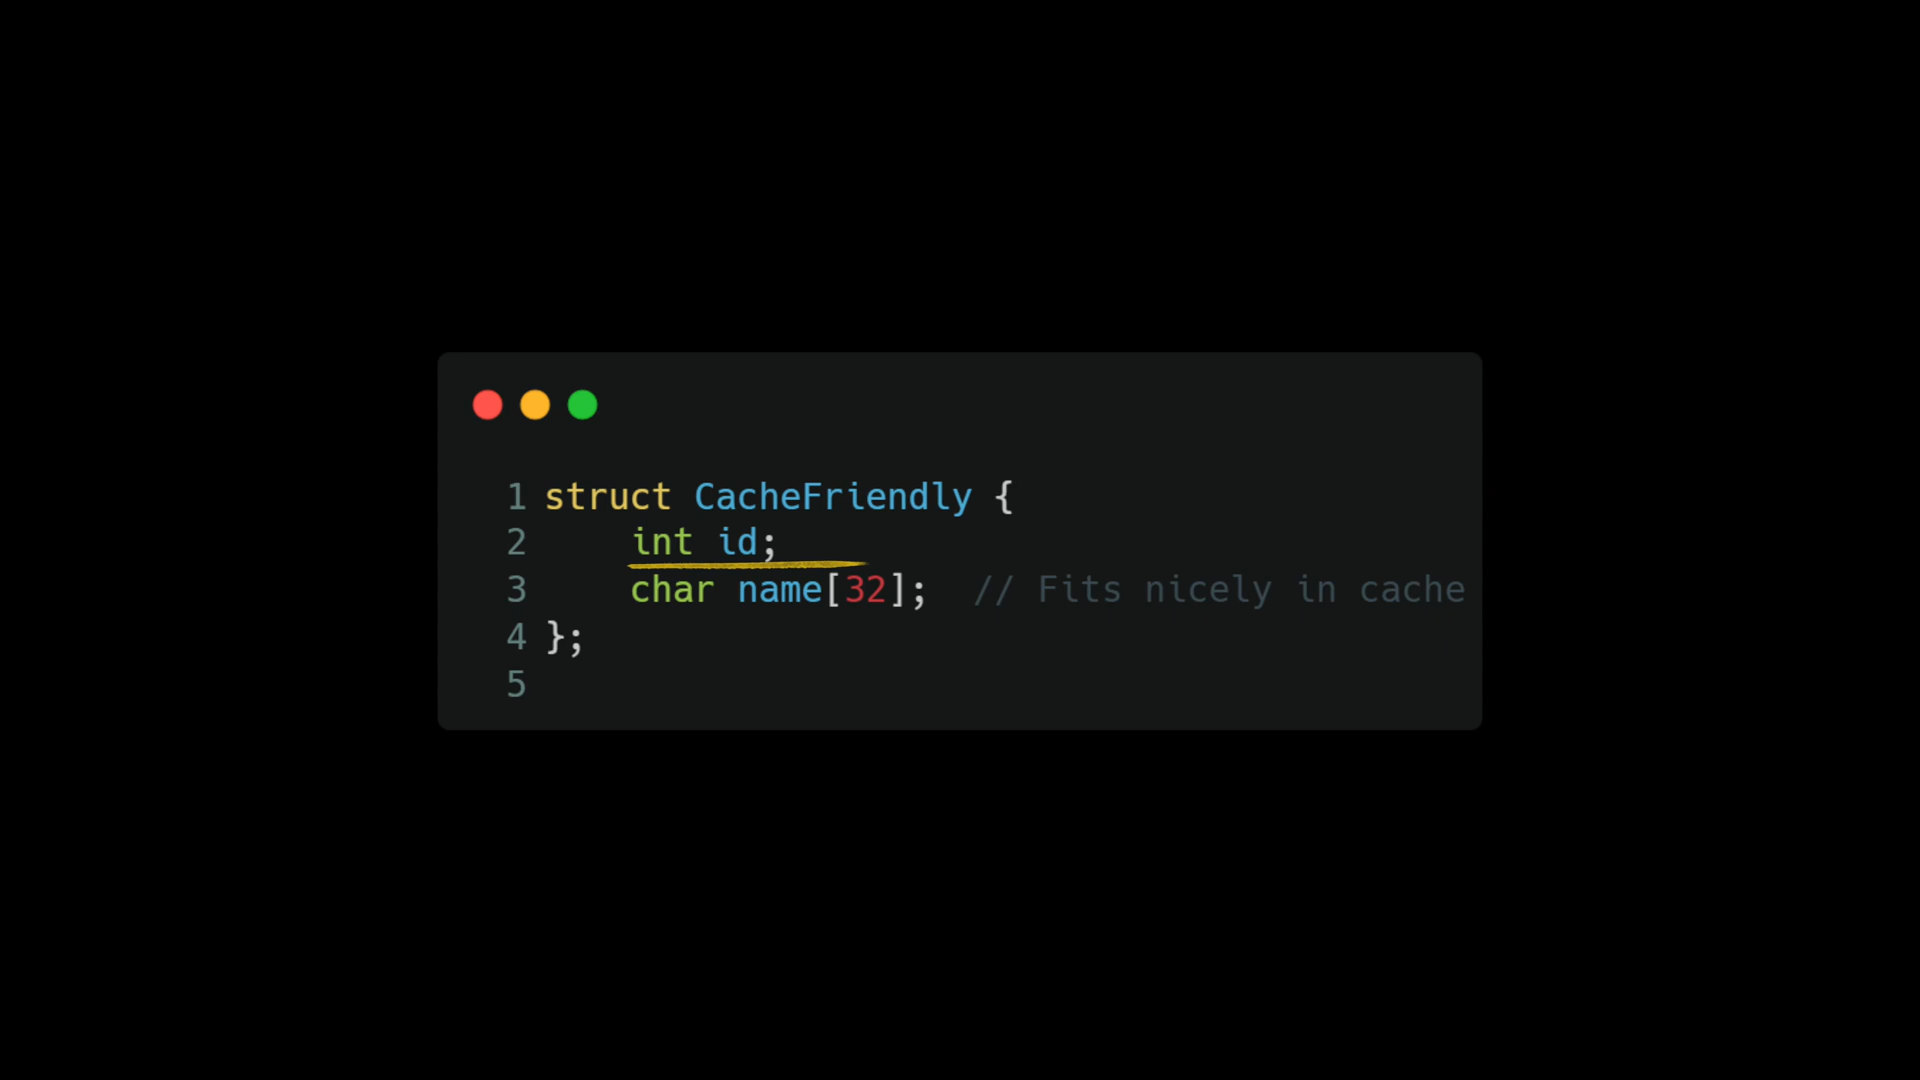 1 struct CacheFriendly {
2     int id;
3     char name[32];  // Fits nicely in cache
4 };
5